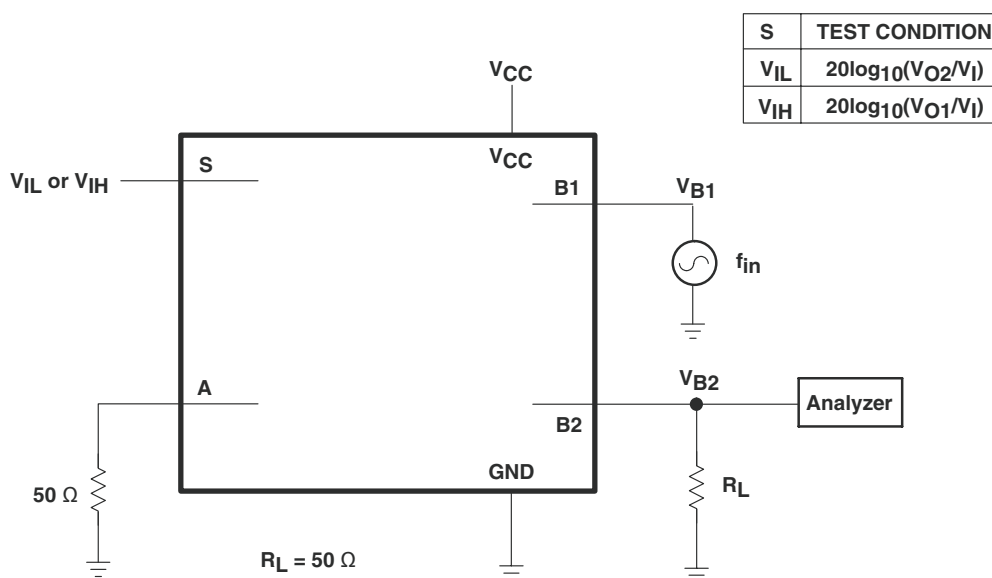 S TEST CONDITION
VIL 20log10(VO2/VI)
VIH 20log10(VO1/VI)
VCC
VCC
S
VIL or VIH
B1
VB1
fin
A
VB2
B2
Analyzer
GND
50 Ω
RL
RL = 50 Ω